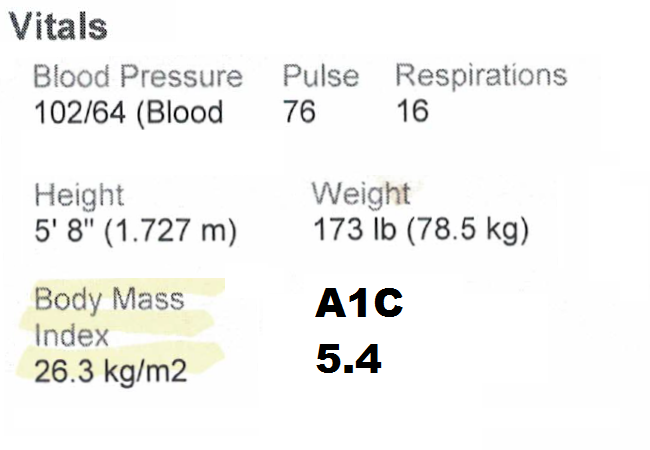 Vitals
Blood Pressure Pulse Respirations
102/64 (Blood 76 16
Height Weight
5' 8" (1.727 m) 173 lb (78.5 kg)
Body Mass A1C
Index
26.3 kg/m2 5.4